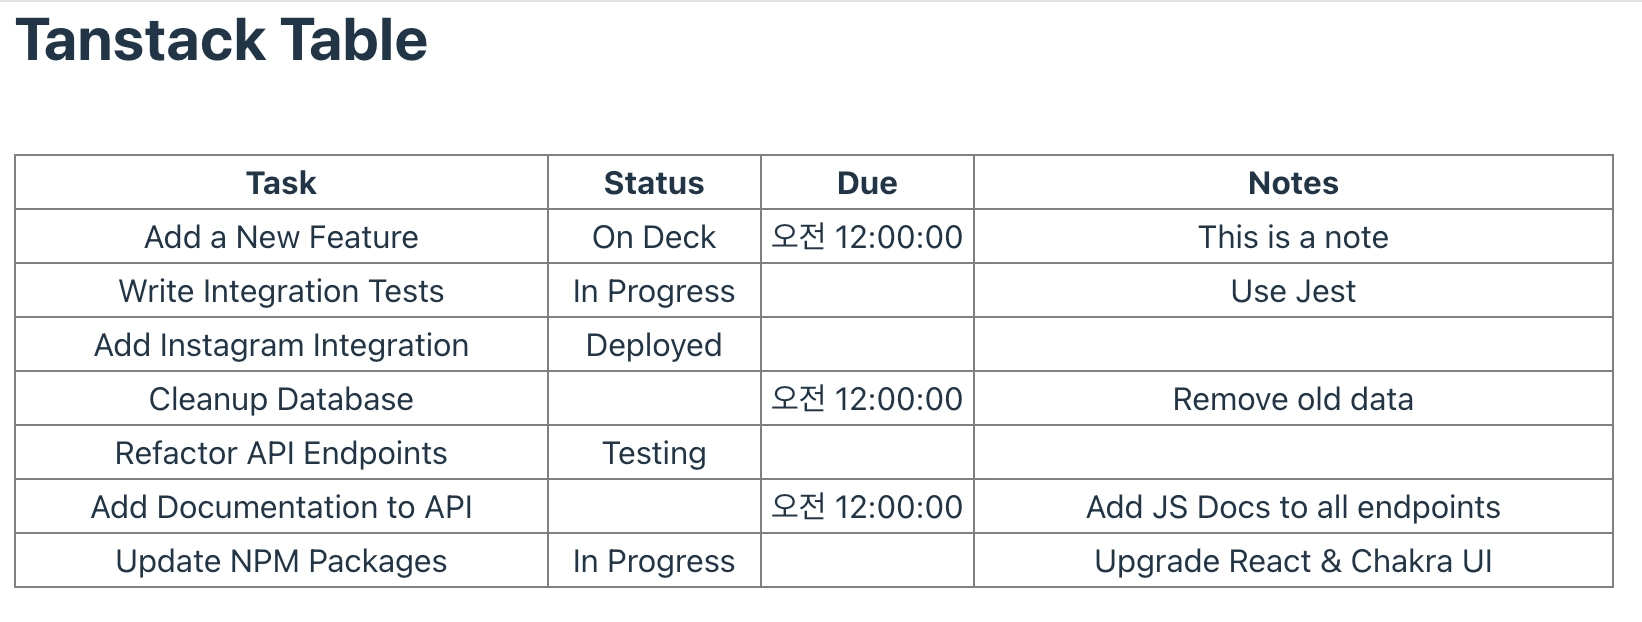 Tanstack Table
Task Status Due Notes
Add a New Feature On Deck 오전 12:00:00 This is a note
Write Integration Tests In Progress Use Jest
Add Instagram Integration Deployed
Cleanup Database 오전 12:00:00 Remove old data
Refactor API Endpoints Testing
Add Documentation to API 오전 12:00:00 Add JS Docs to all endpoints
Update NPM Packages In Progress Upgrade React & Chakra UI